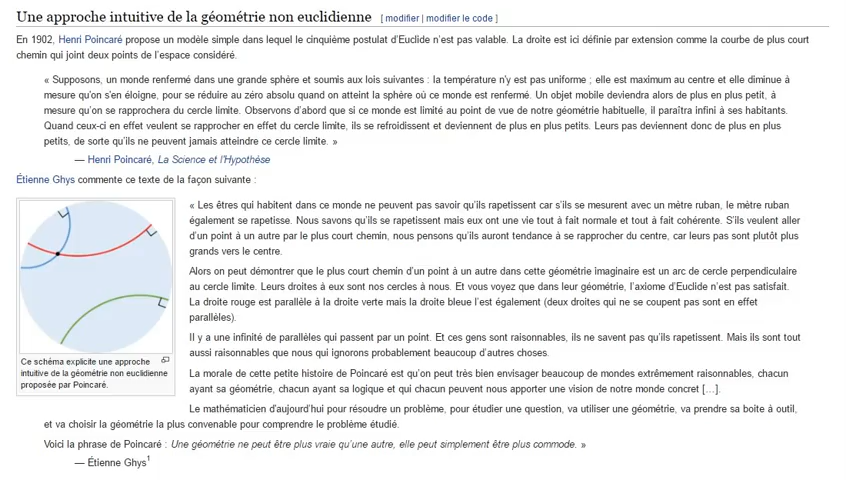 Une approche intuitive de la géométrie non euclidienne [ modifier | modifier le code ]
En 1902, Henri Poincaré propose un modèle simple dans lequel le cinquième postulat d'Euclide n'est pas valable. La droite est ici définie par extension comme la courbe de plus court
chemin qui joint deux points de l'espace considéré.
« Supposons, un monde renfermé dans une grande sphère et soumis aux lois suivantes : la température n'y est pas uniforme ; elle est maximum au centre et elle diminue à
mesure qu'on s'en éloigne, pour se réduire au zéro absolu quand on atteint la sphère où ce monde est renfermé. Un objet mobile deviendra alors de plus en plus petit, à
mesure qu'on se rapprochera du cercle limite. Observons d'abord que si ce monde est limité au point de vue de notre géométrie habituelle, il paraîtra infini à ses habitants.
Quand ceux-ci en effet veulent se rapprocher en effet du cercle limite, ils se refroidissent et deviennent de plus en plus petits. Leurs pas deviennent donc de plus en plus
petits, de sorte qu'ils ne peuvent jamais atteindre ce cercle limite. »
— Henri Poincaré, La Science et l'Hypothèse
Étienne Ghys commente ce texte de la façon suivante :
« Les êtres qui habitent dans ce monde ne peuvent pas savoir qu'ils rapetissent car s'ils se mesurent avec un mètre ruban, le mètre ruban
également se rapetisse. Nous savons qu'ils se rapetissent mais eux ont une vie tout à fait normale et tout à fait cohérente. S'ils veulent aller
d'un point à un autre par le plus court chemin, nous pensons qu'ils auront tendance à se rapprocher du centre, car leurs pas sont plutôt plus
grands vers le centre.
Alors on peut démontrer que le plus court chemin d'un point à un autre dans cette géométrie imaginaire est un arc de cercle perpendiculaire
au cercle limite. Leurs droites à eux sont nos cercles à nous. Et vous voyez que dans leur géométrie, l'axiome d'Euclide n'est pas satisfait.
La droite rouge est parallèle à la droite verte mais la droite bleue l'est également (deux droites qui ne se coupent pas sont en effet
parallèles).
Il y a une infinité de parallèles qui passent par un point. Et ces gens sont raisonnables, ils ne savent pas qu'ils rapetissent. Mais ils sont tout
aussi raisonnables que nous qui ignorons probablement beaucoup d'autres choses.
La morale de cette petite histoire de Poincaré est qu'on peut très bien envisager beaucoup de mondes extrêmement raisonnables, chacun
ayant sa géométrie, chacun ayant sa logique et qui chacun peuvent nous apporter une vision de notre monde concret […].
Le mathématicien d'aujourd'hui pour résoudre un problème, pour étudier une question, va utiliser une géométrie, va prendre sa boite à outil,
et va choisir la géométrie la plus convenable pour comprendre le problème étudié.
Voici la phrase de Poincaré : Une géométrie ne peut être plus vraie qu'une autre, elle peut simplement être plus commode. »
— Étienne Ghys1
Ce schéma explicite une approche
intuitive de la géométrie non euclidienne
proposée par Poincaré.